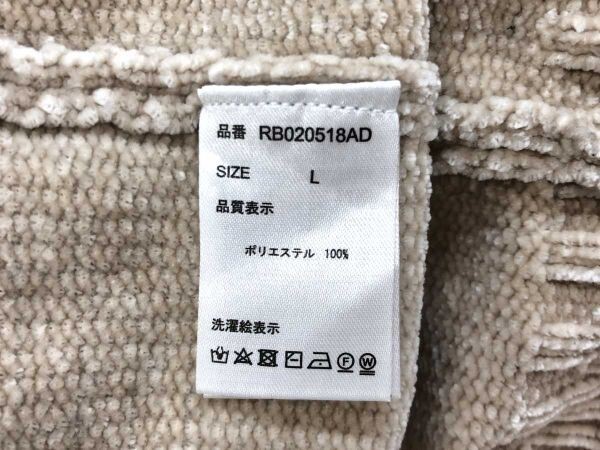 品番 RB020518AD
SIZE L
品質表示
ポリエステル 100%
洗濯絵表示
F W